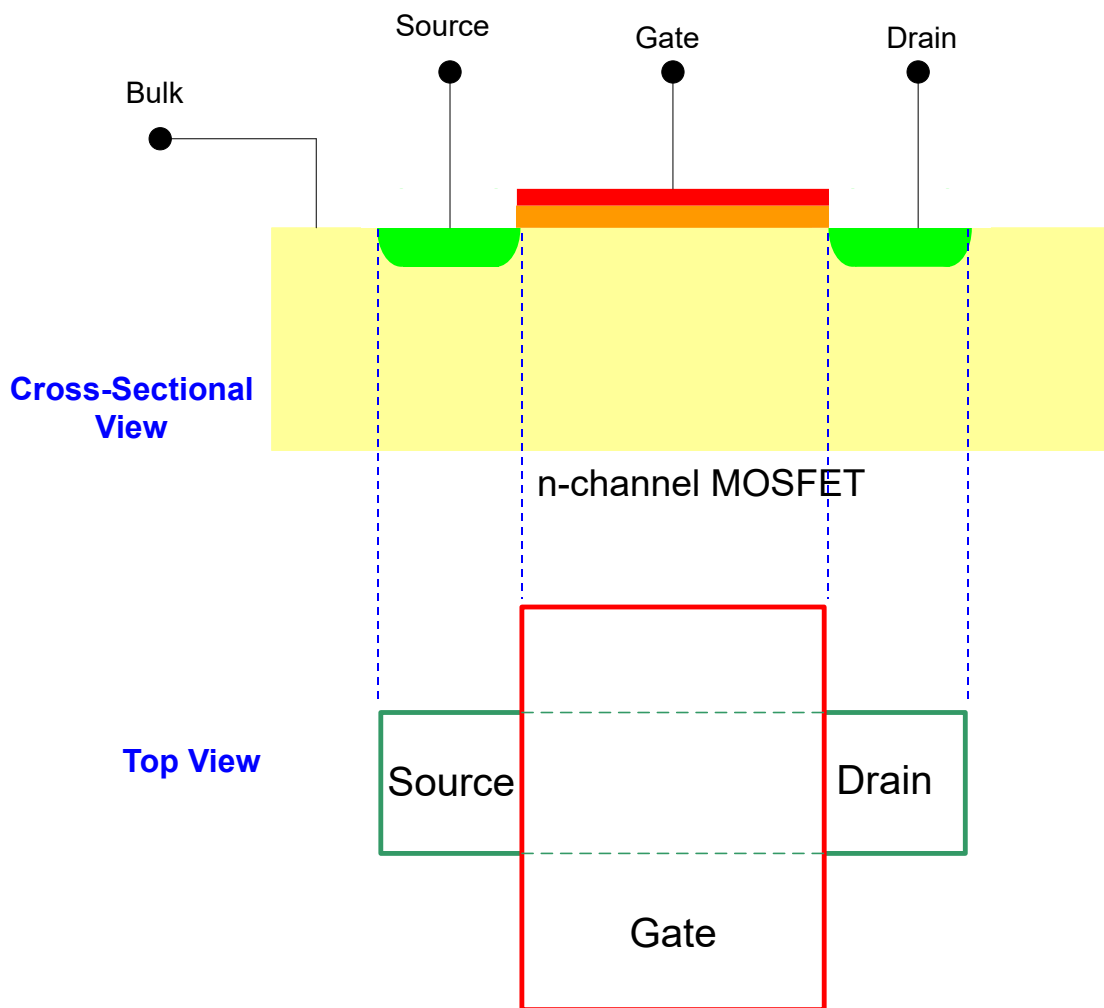 Source
Gate
Drain
Bulk
Cross-Sectional
View
n-channel MOSFET
Top View
Source
Drain
Gate